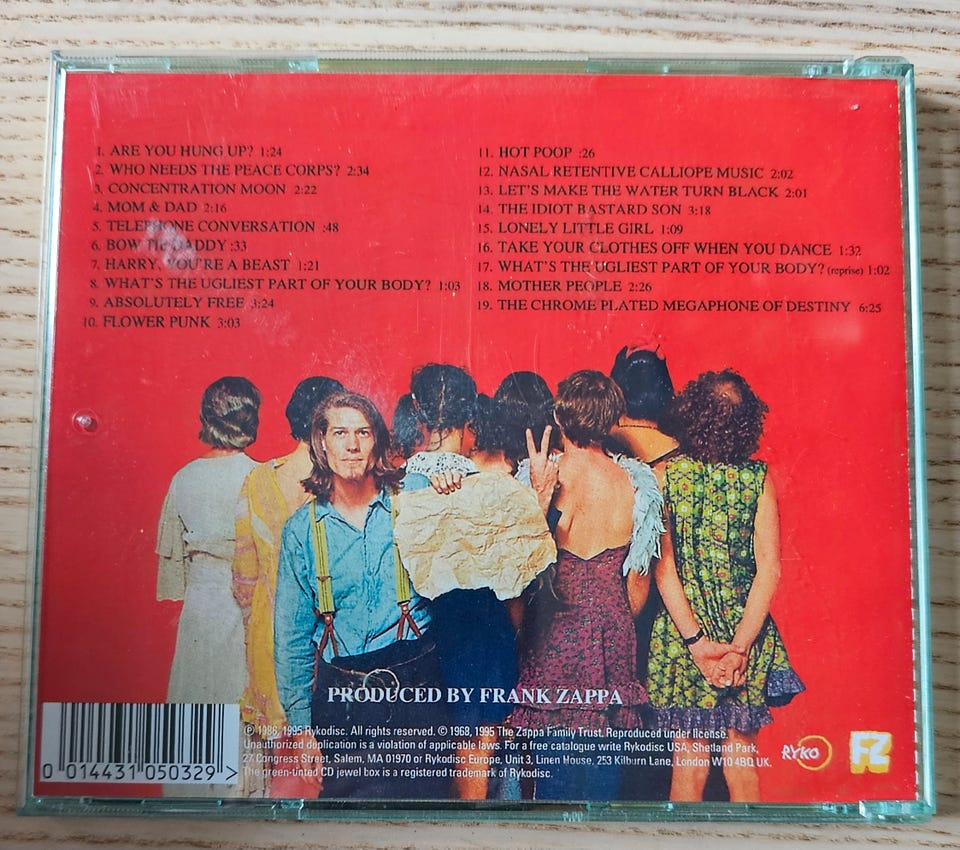 1. ARE YOU HUNG UP? 1:24
2. WHO NEEDS THE PEACE CORPS? 2:34
3. CONCENTRATION MOON 2:22
4. MOM & DAD 2:16
5. TELEPHONE CONVERSATION :48
6. BOW TIE DADDY :33
7. HARRY, YOU'RE A BEAST 1:21
8. WHAT'S THE UGLIEST PART OF YOUR BODY? 1:03
9. ABSOLUTELY FREE 3:24
10. FLOWER PUNK 3:03
11. HOT POOP :26
12. NASAL RETENTIVE CALLIOPE MUSIC 2:02
13. LET'S MAKE THE WATER TURN BLACK 2:01
14. THE IDIOT BASTARD SON 3:18
15. LONELY LITTLE GIRL 1:09
16. TAKE YOUR CLOTHES OFF WHEN YOU DANCE 1:32
17. WHAT'S THE UGLIEST PART OF YOUR BODY? (reprise) 1:02
18. MOTHER PEOPLE 2:26
19. THE CHROME PLATED MEGAPHONE OF DESTINY 6:25
PRODUCED BY FRANK ZAPPA
℗ 1986, 1995 Rykodisc. All rights reserved. © 1968, 1995 The Zappa Family Trust. Reproduced under license.
Unauthorized duplication is a violation of applicable laws. For a free catalogue write Rykodisc USA, Shetland Park,
27 Congress Street, Salem, MA 01970 or Rykodisc Europe, Unit 3, Linen House, 253 Kilburn Lane, London W10 4BQ UK.
The green-tinted CD jewel box is a registered trademark of Rykodisc.
0 014431 050329 >
RYKO
FZ